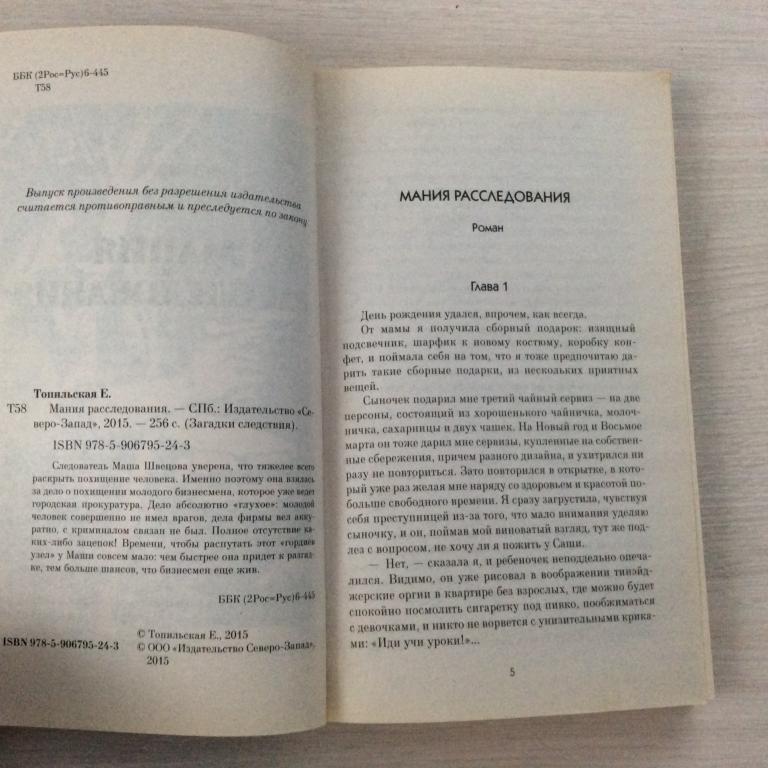 ББК (2Рос=Рус)6-445
Т58
Выпуск произведения без разрешения издательства
считается противоправным и преследуется по закону
Топильская Е.
Т58 Мания расследования. — СПб.: Издательство «Се-
веро-Запад», 2015. — 256 с. (Загадки следствия).
ISBN 978-5-906795-24-3
Следователь Маша Швецова уверена, что тяжелее всего
раскрыть похищение человека. Именно поэтому она взялась
за дело о похищении молодого бизнесмена, которое уже ведет
городская прокуратура. Дело абсолютно «глухое»: молодой
человек совершенно не имел врагов, дела фирмы вел акку-
ратно, с криминалом связан не был. Полное отсутствие ка-
ких-либо зацепок! Времени, чтобы распутать этот «гордиев
узел» у Маши совсем мало: чем быстрее она придет к разгад-
ке, тем больше шансов, что бизнесмен еще жив.
ББК (2Рос=Рус)6-445
ISBN 978-5-906795-24-3
© Топильская Е., 2015
© ООО «Издательство Северо-Запад»,
2015
МАНИЯ РАССЛЕДОВАНИЯ
Роман
Глава 1
День рождения удался, впрочем, как всегда.
От мамы я получила сборный подарок: изящный
подсвечник, шарфик к новому костюму, коробку кон-
фет, и поймала себя на том, что я тоже предпочитаю да-
рить такие сборные подарки, из нескольких приятных
вещей.
Сыночек подарил мне третий чайный сервиз — на две
персоны, состоящий из хорошенького чайничка, молоч-
ничка, сахарницы и двух чашек. На Новый год и Восьмое
марта он тоже дарил мне сервизы, купленные на собствен-
ные сбережения, причем разного дизайна, и ухитрился ни
разу не повториться. Зато повторился в открытке, в кото-
рый уже раз желая мне наряду со здоровьем и красотой по-
больше свободного времени. Я сразу загрустила, чувствуя
себя преступницей из-за того, что мало внимания уделяю
сыночку, и он, поймав мой виноватый взгляд, тут же под-
лез с вопросом, не хочу ли я пожить у Саши.
— Нет, — сказала я, и ребеночек неподдельно опеча-
лился. Видимо, он уже рисовал в воображении тинэйд-
жерские оргии в квартире без взрослых, где можно будет
спокойно посмолить сигаретку под пивко, пообжиматься
с девочками, и никто не ворвется с унизительными крика-
ми: «Иди учи уроки!»...
5